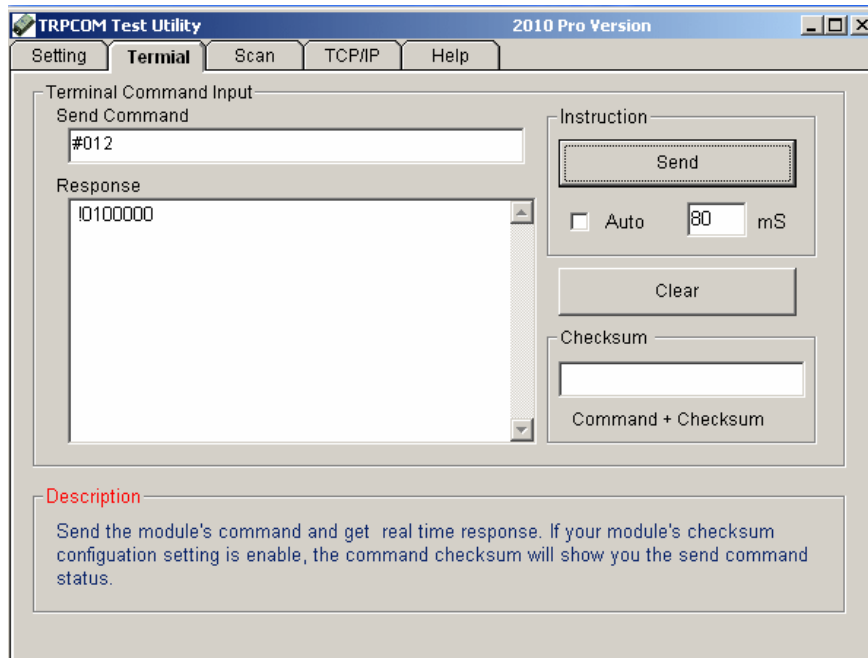 TRPCOM Test Utility 2010 Pro Version
Setting Termial Scan TCP/IP Help
Terminal Command Input
Send Command
#012
Response
!0100000
Instruction
Send
Auto 80 mS
Clear
Checksum
Command + Checksum
Description
Send the module's command and get real time response. If your module's checksum
configuation setting is enable, the command checksum will show you the send command
status.